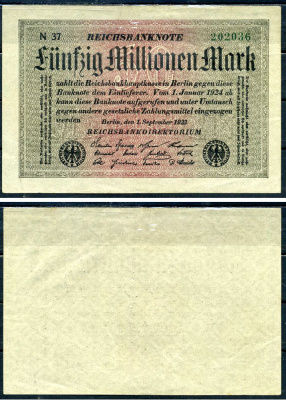 N 37 REICHSBANKNOTE 202036
Fünfzig Millionen Mark
zahlt die Reichsbankhauptkasse in Berlin gegen diese
Banknote dem Einlieferer. Vom 1. Januar 1924 ab
kann diese Banknote aufgerufen und unter Umtausch
gegen andere gesetzliche Zahlungsmittel eingezogen
werden
Berlin, den 1. September 1923
REICHSBANKDIREKTORIUM